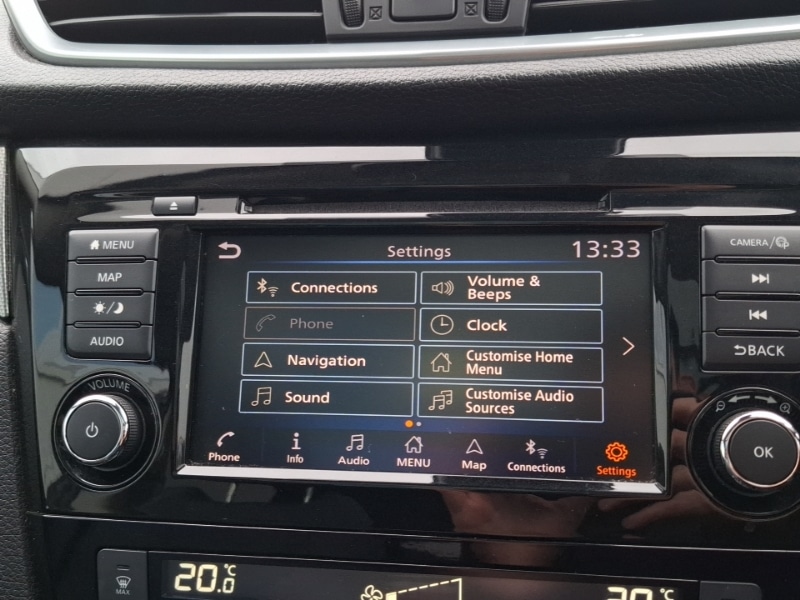 MENU
MAP
AUDIO
VOLUME
Settings
13:33
Connections
Volume &
Beeps
Phone
Clock
Navigation
Customise Home
Menu
Sound
Customise Audio
Sources
Phone
Info
Audio
MENU
Map
Connections
Settings
CAMERA/
BACK
OK
MAX
20.0°C
20.°C